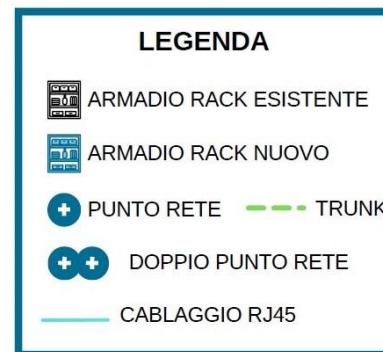 LEGENDA
ARMADIO RACK ESISTENTE
ARMADIO RACK NUOVO
PUNTO RETE TRUNK
DOPPIO PUNTO RETE
CABLAGGIO RJ45